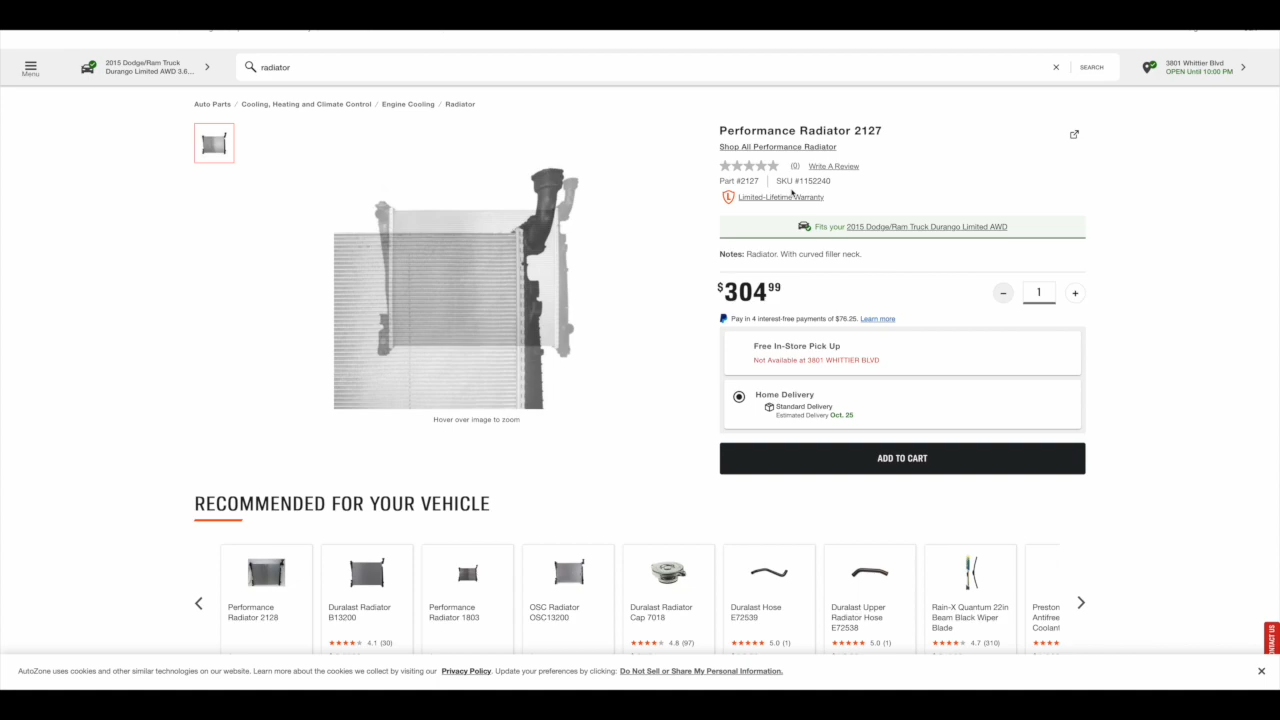 2015 Dodge/Ram Truck
Durango Limited AWD 3.6,...
radiator
SEARCH
3801 Whittier Blvd
OPEN Until 10:00 PM
Menu
Auto Parts / Cooling, Heating and Climate Control / Engine Cooling / Radiator
Performance Radiator 2127
Shop All Performance Radiator
(0) Write A Review
Part #2127 | SKU #1152240
L Limited-Lifetime Warranty
Fits your 2015 Dodge/Ram Truck Durango Limited AWD
Notes: Radiator. With curved filler neck.
$304 99
1
Pay in 4 interest-free payments of $76.25. Learn more
Free In-Store Pick Up
Not Available at 3801 WHITTIER BLVD
Home Delivery
Standard Delivery
Estimated Delivery Oct. 25
ADD TO CART
Hover over image to zoom
RECOMMENDED FOR YOUR VEHICLE
Performance
Radiator 2128
Duralast Radiator
B13200
4.1 (30)
Performance
Radiator 1803
OSC Radiator
OSC13200
Duralast Radiator
Cap 7018
4.8 (97)
Duralast Hose
E72539
5.0 (1)
Duralast Upper
Radiator Hose
E72538
5.0 (1)
Rain-X Quantum 22in
Beam Black Wiper
Blade
4.7 (310)
Preston
Antifree
Coolant
CONTACT US
AutoZone uses cookies and other similar technologies on our website. Learn more about the cookies we collect by visiting our Privacy Policy. Update your preferences by clicking: Do Not Sell or Share My Personal Information.